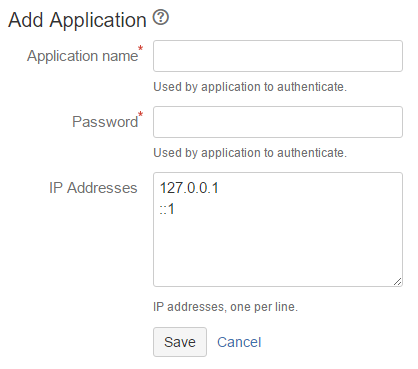 Add Application ?
Application name*
Used by application to authenticate.
Password*
Used by application to authenticate.
IP Addresses
127.0.0.1
::1
IP addresses, one per line.
Save Cancel